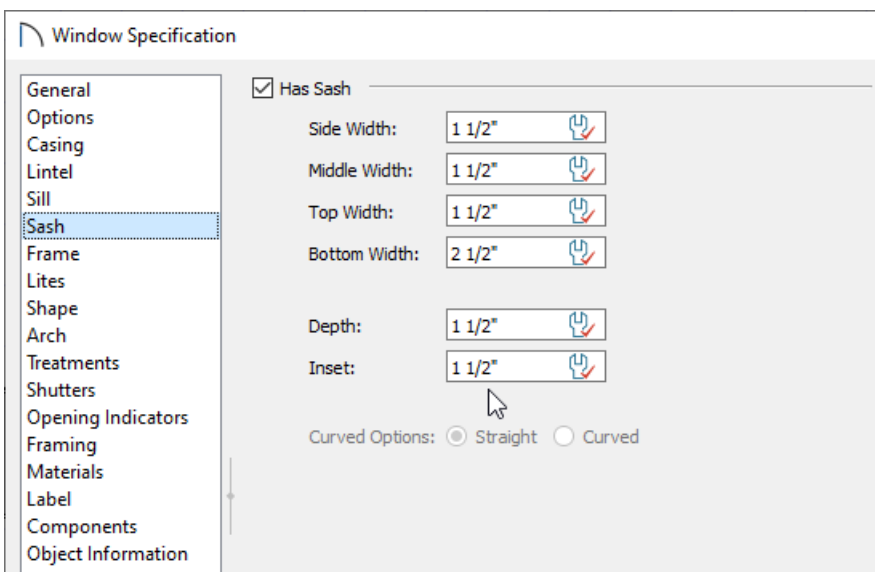 Window Specification
General
Options
Casing
Lintel
Sill
Sash
Frame
Lites
Shape
Arch
Treatments
Shutters
Opening Indicators
Framing
Materials
Label
Components
Object Information
Has Sash
Side Width: 1 1/2"
Middle Width: 1 1/2"
Top Width: 1 1/2"
Bottom Width: 2 1/2"
Depth: 1 1/2"
Inset: 1 1/2"
Curved Options: Straight Curved